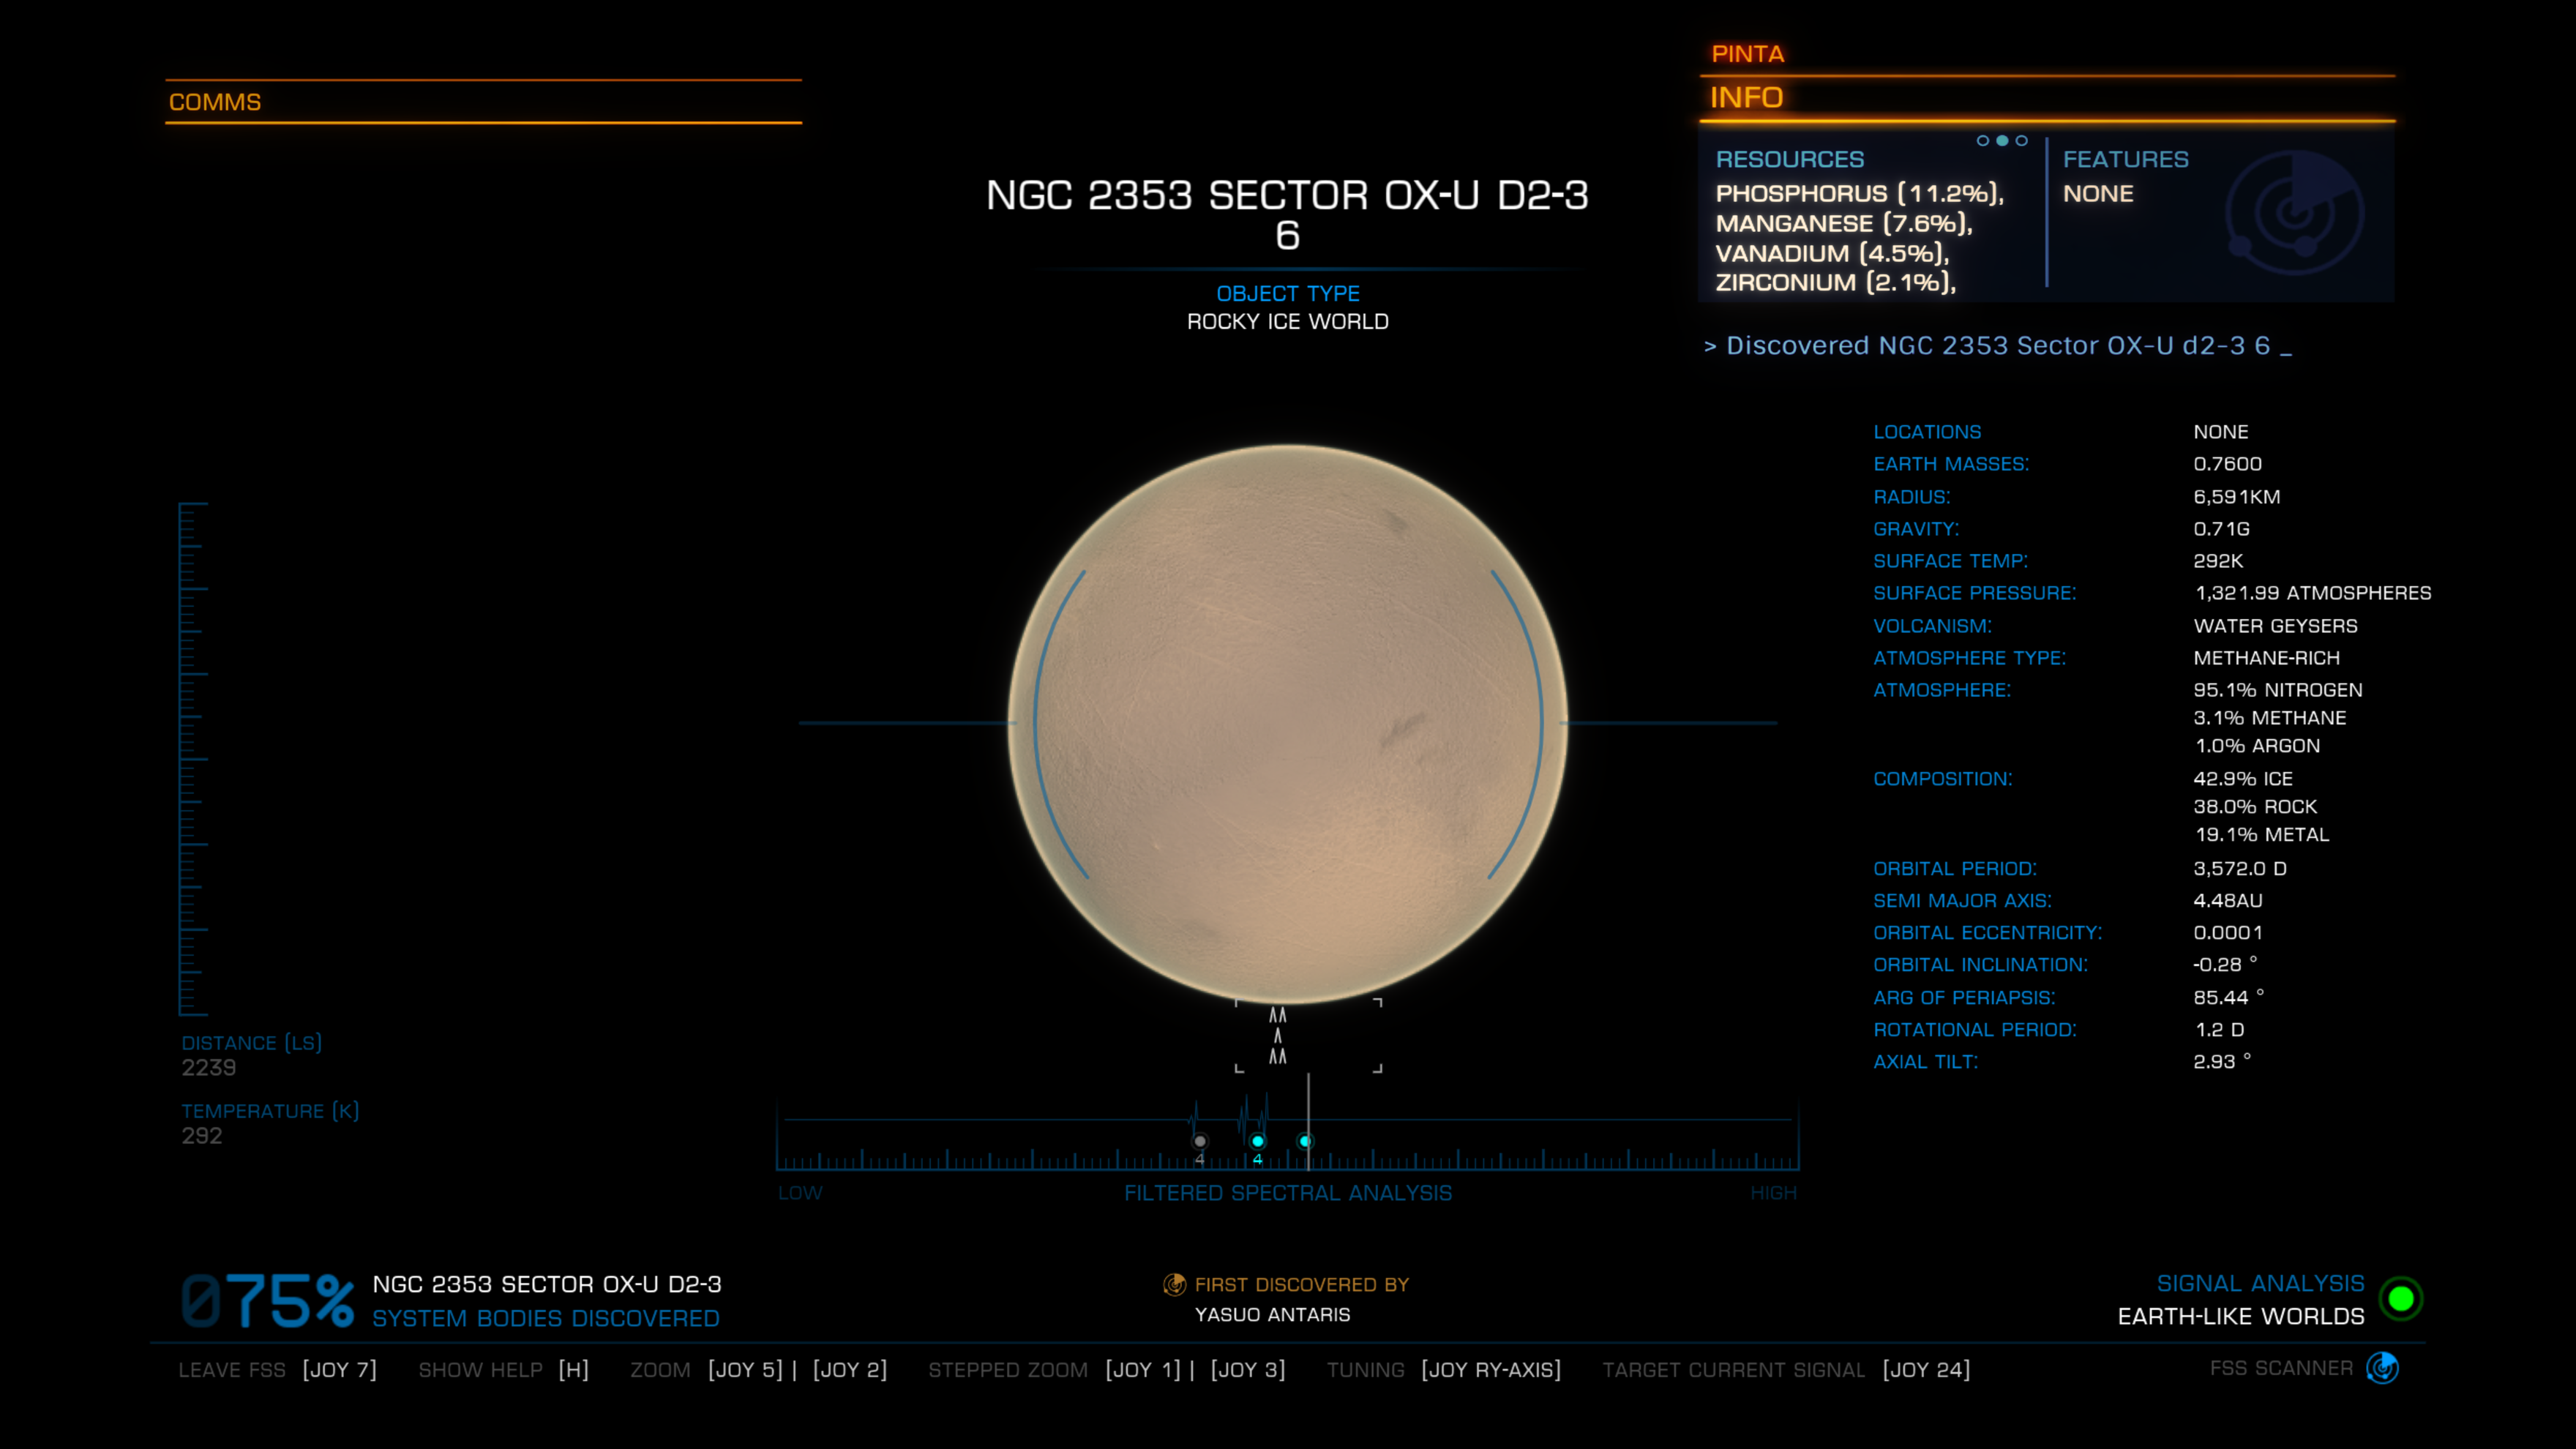 COMMS
PINTA
INFO
RESOURCES
PHOSPHORUS (11.2%),
MANGANESE (7.6%),
VANADIUM (4.5%),
ZIRCONIUM (2.1%),
FEATURES
NONE
> Discovered NGC 2353 Sector OX-U d2-3 6 _
NGC 2353 SECTOR OX-U D2-3
6
OBJECT TYPE
ROCKY ICE WORLD
LOCATIONS NONE
EARTH MASSES: 0.7600
RADIUS: 6,591KM
GRAVITY: 0.71G
SURFACE TEMP: 292K
SURFACE PRESSURE: 1,321.99 ATMOSPHERES
VOLCANISM: WATER GEYSERS
ATMOSPHERE TYPE: METHANE-RICH
ATMOSPHERE: 95.1% NITROGEN
3.1% METHANE
1.0% ARGON
COMPOSITION: 42.9% ICE
38.0% ROCK
19.1% METAL
ORBITAL PERIOD: 3,572.0 D
SEMI MAJOR AXIS: 4.48AU
ORBITAL ECCENTRICITY: 0.0001
ORBITAL INCLINATION: -0.28 °
ARG OF PERIAPSIS: 85.44 °
ROTATIONAL PERIOD: 1.2 D
AXIAL TILT: 2.93 °
DISTANCE (LS)
2239
TEMPERATURE (K)
292
4 4
LOW FILTERED SPECTRAL ANALYSIS HIGH
075% NGC 2353 SECTOR OX-U D2-3
SYSTEM BODIES DISCOVERED
FIRST DISCOVERED BY
YASUO ANTARIS
SIGNAL ANALYSIS
EARTH-LIKE WORLDS
LEAVE FSS [JOY 7] SHOW HELP [H] ZOOM [JOY 5] | [JOY 2] STEPPED ZOOM [JOY 1] | [JOY 3] TUNING [JOY RY-AXIS] TARGET CURRENT SIGNAL [JOY 24] FSS SCANNER